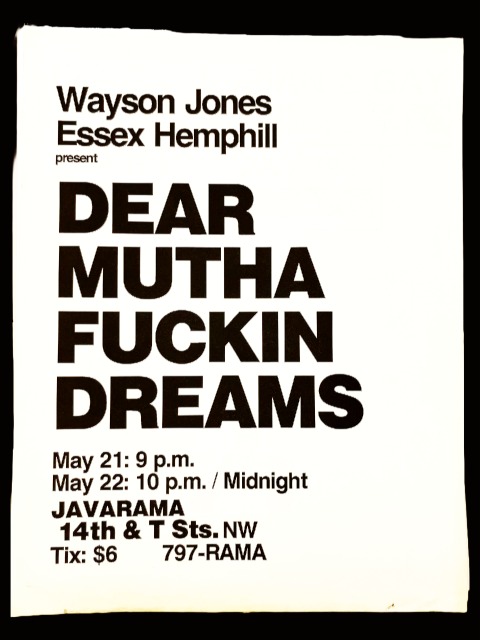 Wayson Jones
Essex Hemphill
present
DEAR
MUTHA
FUCKIN
DREAMS
May 21: 9 p.m.
May 22: 10 p.m. / Midnight
JAVARAMA
14th & T Sts. NW
Tix: $6 797-RAMA